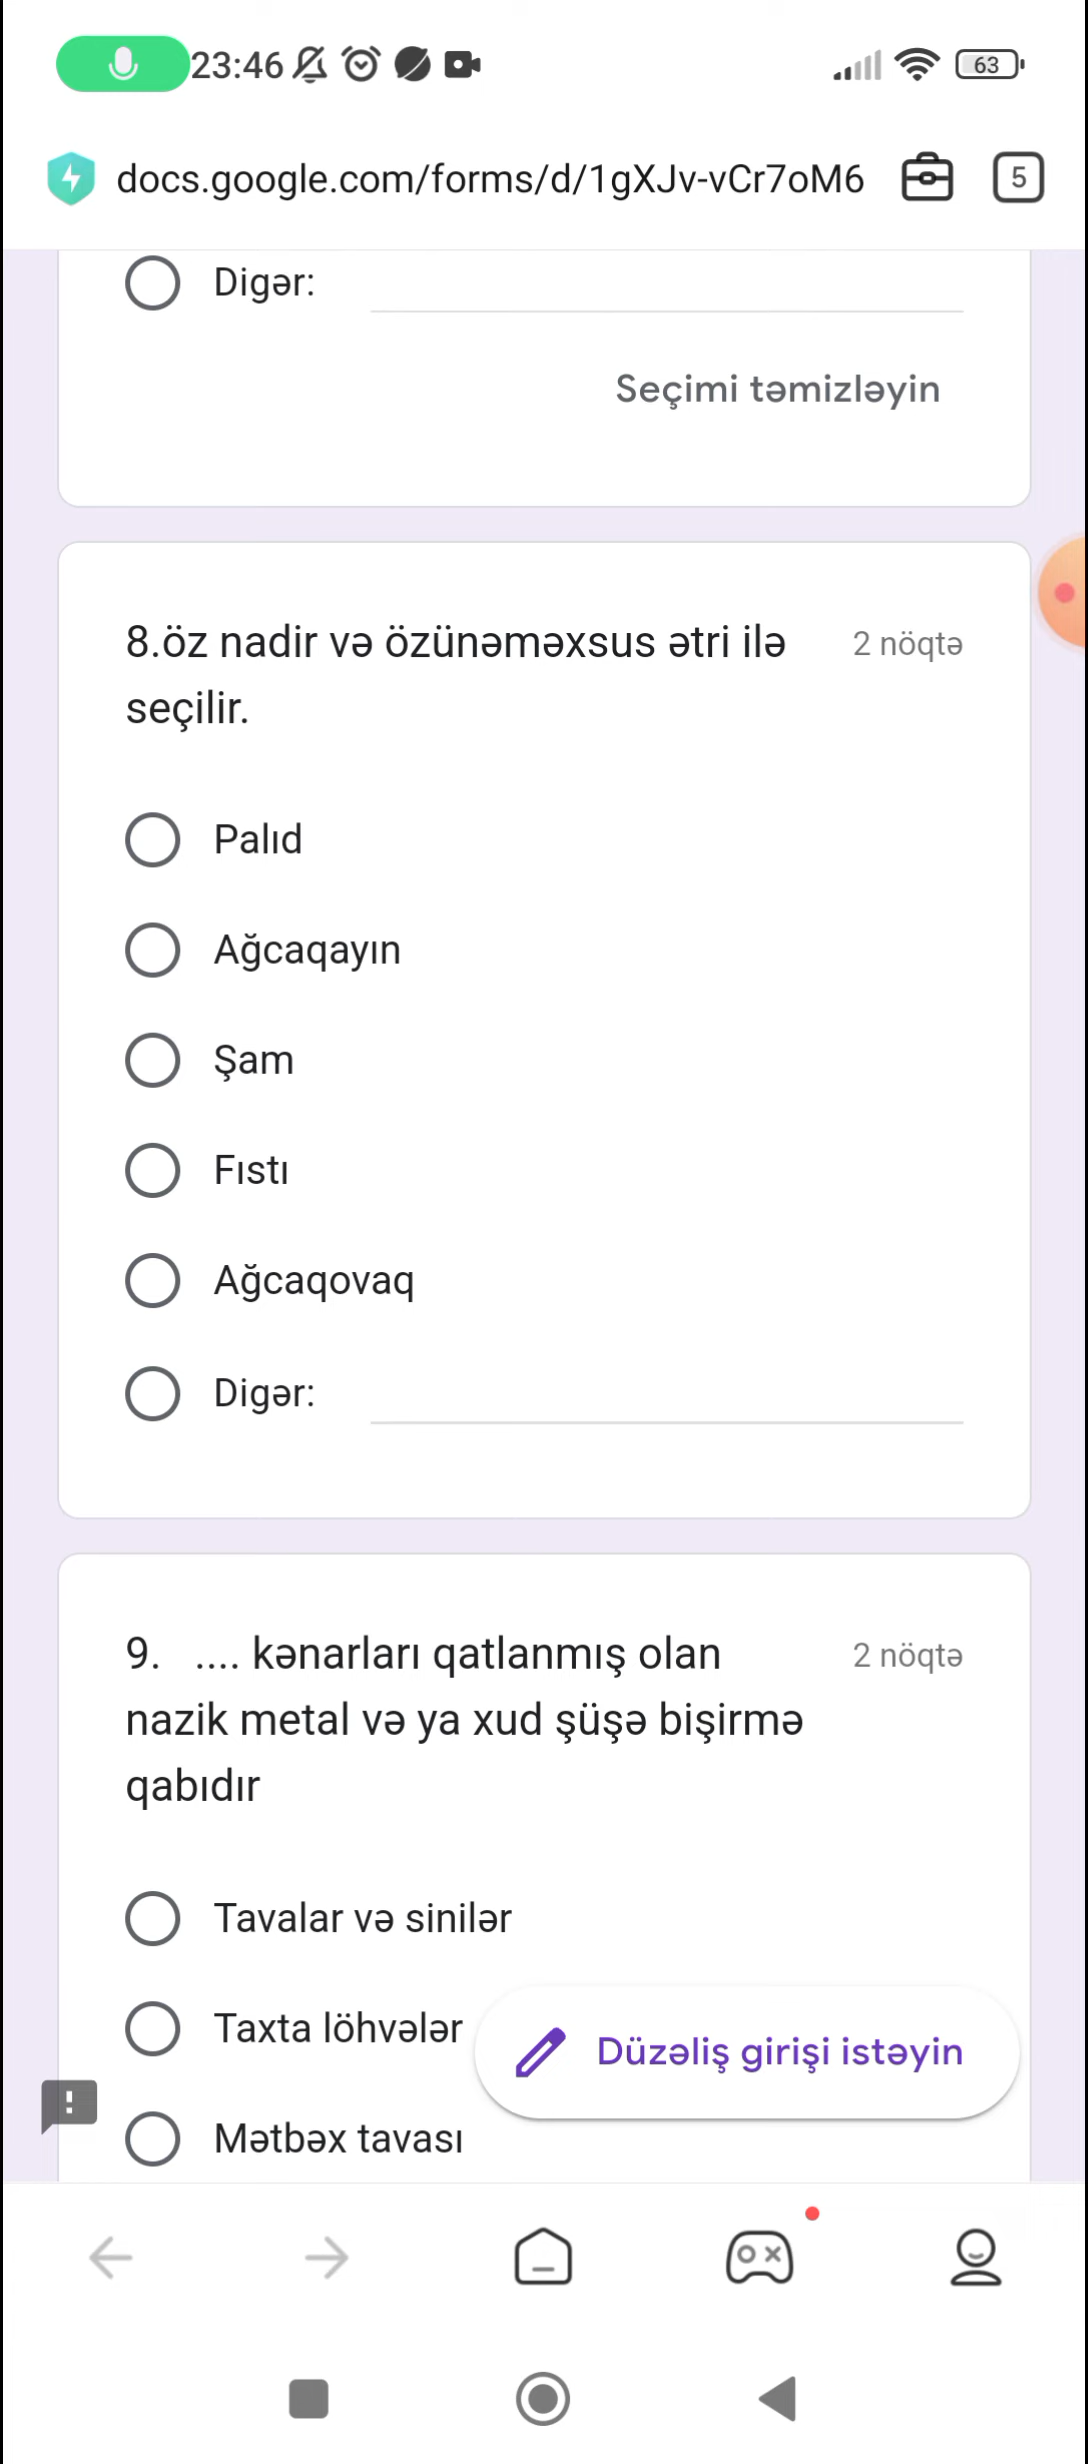 23:46
63
docs.google.com/forms/d/1gXJv-vCr7oM6
5
Digər:
Seçimi təmizləyin
8.öz nadir və özünəməxsus ətri ilə
seçilir.
2 nöqtə
Palıd
Ağcaqayın
Şam
Fıstı
Ağcaqovaq
Digər:
9. .... kənarları qatlanmış olan
nazik metal və ya xud şüşə bişirmə
qabıdır
2 nöqtə
Tavalar və sinilər
Taxta löhvələr
Düzəliş girişi istəyin
Mətbəx tavası